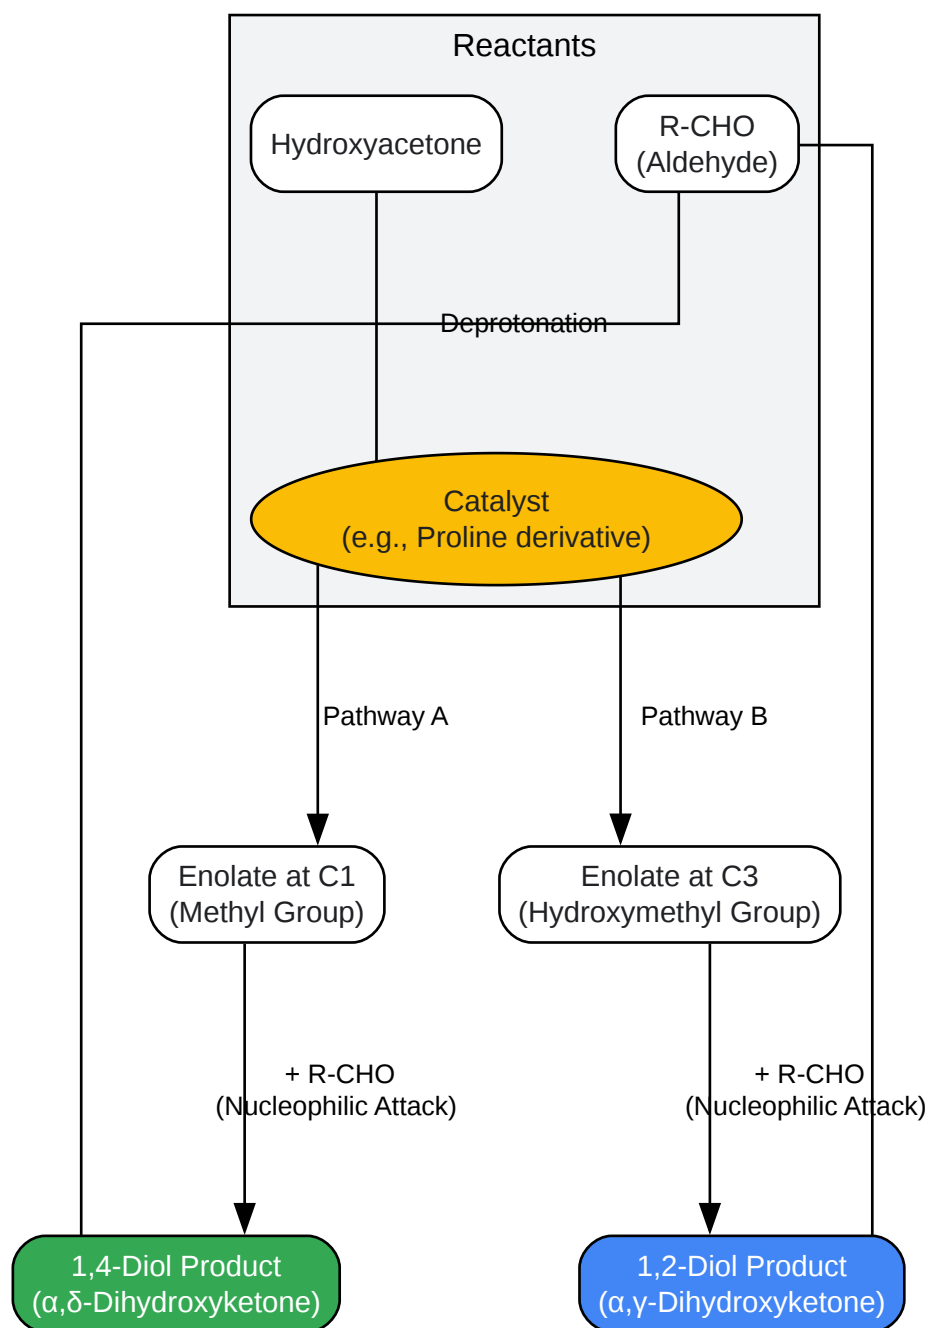 Reactants
Hydroxyacetone
R-CHO
(Aldehyde)
Deprotonation
Catalyst
(e.g., Proline derivative)
Pathway A
Pathway B
Enolate at C1
(Methyl Group)
Enolate at C3
(Hydroxymethyl Group)
+ R-CHO
(Nucleophilic Attack)
+ R-CHO
(Nucleophilic Attack)
1,4-Diol Product
(α,δ-Dihydroxyketone)
1,2-Diol Product
(α,γ-Dihydroxyketone)